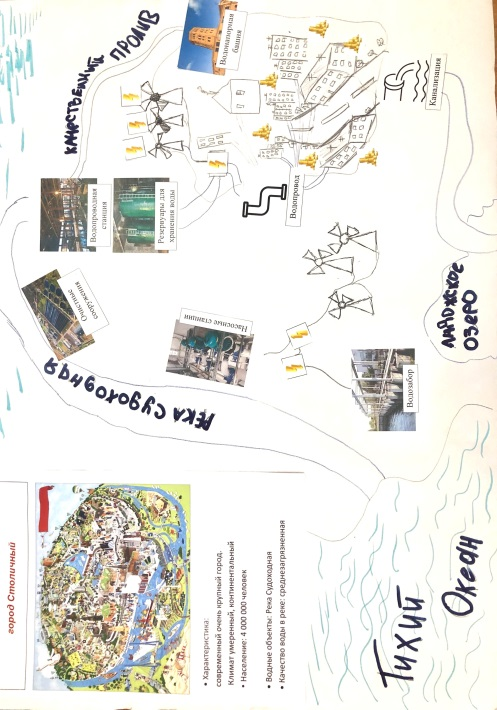 КАЧЕСТВЕННЫЙ ПРОЛИВ
Водонапорная
башня
Канализация
Водопроводная
станция
Резервуары для
хранения воды
Водопровод
Очистные
сооружения
Насосные станции
ЛАЙДЖСКОЕ
ОЗЕРО
Водозабор
РЕКА СУДОХОДНАЯ
город Столичный
• Характеристика:
современный очень крупный город.
Климат умеренный, континентальный
• Население: 4 000 000 человек
• Водные объекты: Река Судоходная
• Качество воды в реке: среднезагрязненная
ТИХИЙ
Океан